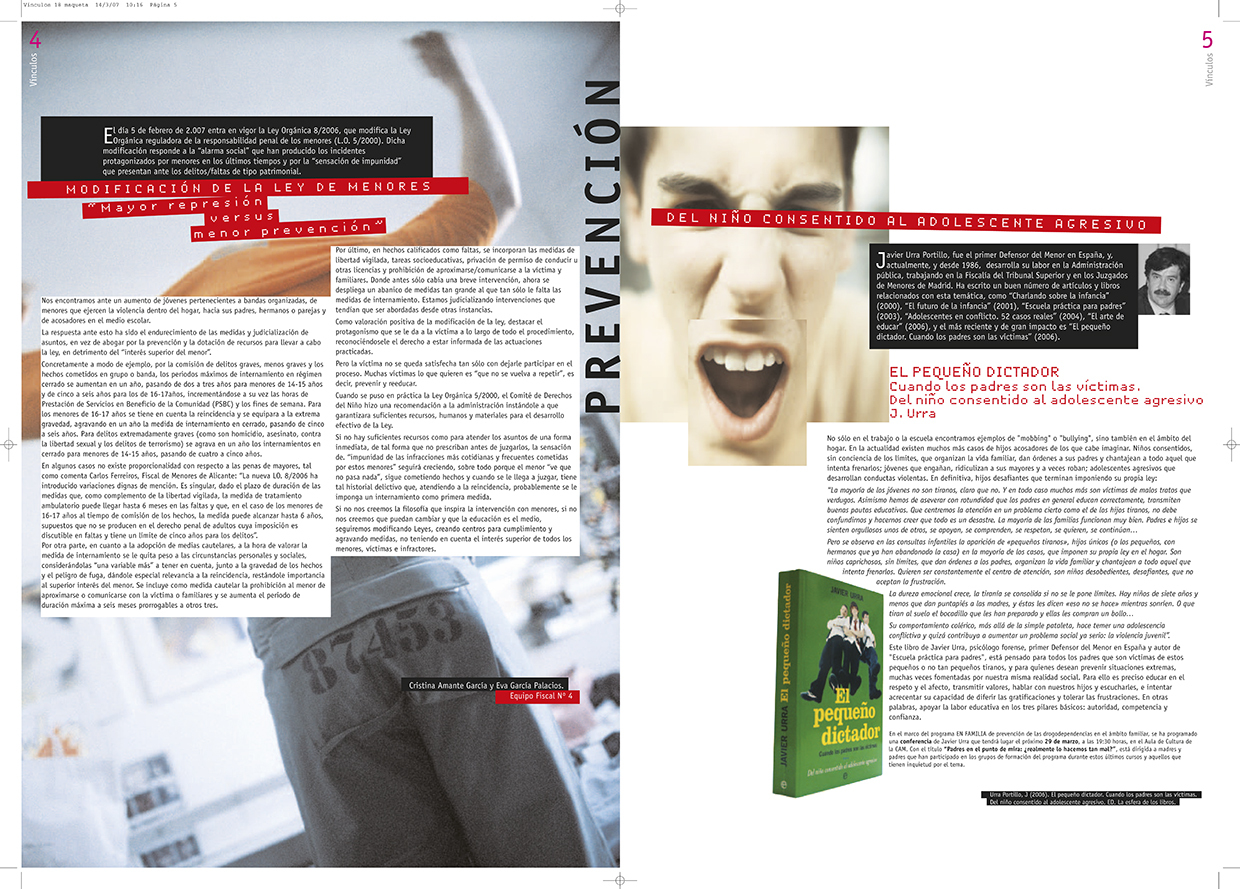 Vinculos 18 maqueta 14/3/07 10:16 Página 5
4
Vínculos
El día 5 de febrero de 2.007 entra en vigor la Ley Orgánica 8/2006, que modifica la Ley
Orgánica reguladora de la responsabilidad penal de los menores (L.O. 5/2000). Dicha
modificación responde a la “alarma social” que han producido los incidentes
protagonizados por menores en los últimos tiempos y por la “sensación de impunidad”
que presentan ante los delitos/faltas de tipo patrimonial.
MODIFICACIÓN DE LA LEY DE MENORES
“Mayor represión
versus
menor prevención”
Nos encontramos ante un aumento de jóvenes pertenecientes a bandas organizadas, de
menores que ejercen la violencia dentro del hogar, hacia sus padres, hermanos o parejas y
de acosadores en el medio escolar.
La respuesta ante esto ha sido el endurecimiento de las medidas y judicialización de
asuntos, en vez de abogar por la prevención y la dotación de recursos para llevar a cabo
la ley, en detrimento del “interés superior del menor”.
Concretamente a modo de ejemplo, por la comisión de delitos graves, menos graves y los
hechos cometidos en grupo o banda, los periodos máximos de internamiento en régimen
cerrado se aumentan en un año, pasando de dos a tres años para menores de 14-15 años
y de cinco a seis años para los de 16-17años, incrementándose a su vez las horas de
Prestación de Servicios en Beneficio de la Comunidad (PSBC) y los fines de semana. Para
los menores de 16-17 años se tiene en cuenta la reincidencia y se equipara a la extrema
gravedad, agravando en un año la medida de internamiento en cerrado, pasando de cinco
a seis años. Para delitos extremadamente graves (como son homicidio, asesinato, contra
la libertad sexual y los delitos de terrorismo) se agrava en un año los internamientos en
cerrado para menores de 14-15 años, pasando de cuatro a cinco años.
En algunos casos no existe proporcionalidad con respecto a las penas de mayores, tal
como comenta Carlos Ferreiros, Fiscal de Menores de Alicante: “La nueva LO. 8/2006 ha
introducido variaciones dignas de mención. Es singular, dado el plazo de duración de las
medidas que, como complemento de la libertad vigilada, la medida de tratamiento
ambulatorio puede llegar hasta 6 meses en las faltas y que, en el caso de los menores de
16-17 años al tiempo de comisión de los hechos, la medida puede alcanzar hasta 6 años,
supuestos que no se producen en el derecho penal de adultos cuya imposición es
discutible en faltas y tiene un límite de cinco años para los delitos”.
Por otra parte, en cuanto a la adopción de medias cautelares, a la hora de valorar la
medida de internamiento se le quita peso a las circunstancias personales y sociales,
considerándolas “una variable más” a tener en cuenta, junto a la gravedad de los hechos
y el peligro de fuga, dándole especial relevancia a la reincidencia, restándole importancia
al superior interés del menor. Se incluye como medida cautelar la prohibición al menor de
aproximarse o comunicarse con la víctima o familiares y se aumenta el período de
duración máxima a seis meses prorrogables a otros tres.
Por último, en hechos calificados como faltas, se incorporan las medidas de
libertad vigilada, tareas socioeducativas, privación de permiso de conducir u
otras licencias y prohibición de aproximarse/comunicarse a la víctima y
familiares. Donde antes sólo cabía una breve intervención, ahora se
despliega un abanico de medidas tan grande al que tan sólo le falta las
medidas de internamiento. Estamos judicializando intervenciones que
tendían que ser abordadas desde otras instancias.
Como valoración positiva de la modificación de la ley, destacar el
protagonismo que se le da a la víctima a lo largo de todo el procedimiento,
reconociéndosele el derecho a estar informada de las actuaciones
practicadas.
Pero la víctima no se queda satisfecha tan sólo con dejarle participar en el
proceso. Muchas víctimas lo que quieren es “que no se vuelva a repetir”, es
decir, prevenir y reeducar.
Cuando se puso en práctica la Ley Orgánica 5/2000, el Comité de Derechos
del Niño hizo una recomendación a la administración instándole a que
garantizara suficientes recursos, humanos y materiales para el desarrollo
efectivo de la Ley.
Si no hay suficientes recursos como para atender los asuntos de una forma
inmediata, de tal forma que no prescriban antes de juzgarlos, la sensación
de, “impunidad de las infracciones más cotidianas y frecuentes cometidas
por estos menores” seguirá creciendo, sobre todo porque el menor “ve que
no pasa nada”, sigue cometiendo hechos y cuando se le llega a juzgar, tiene
tal historial delictivo que, atendiendo a la reincidencia, probablemente se le
imponga un internamiento como primera medida.
Si no nos creemos la filosofía que inspira la intervención con menores, si no
nos creemos que puedan cambiar y que la educación es el medio,
seguiremos modificando Leyes, creando centros para cumplimiento y
agravando medidas, no teniendo en cuenta el interés superior de todos los
menores, víctimas e infractores.
87453
Cristina Amante García y Eva García Palacios.
Equipo Fiscal Nº 4
PREVENCIÓN
5
Vínculos
DEL NIÑO CONSENTIDO AL ADOLESCENTE AGRESIVO
Javier Urra Portillo, fue el primer Defensor del Menor en España, y,
actualmente, y desde 1986, desarrolla su labor en la Administración
pública, trabajando en la Fiscalía del Tribunal Superior y en los Juzgados
de Menores de Madrid. Ha escrito un buen número de artículos y libros
relacionados con esta temática, como “Charlando sobre la infancia”
(2000), “El futuro de la infancia” (2001), “Escuela práctica para padres”
(2003), “Adolescentes en conflicto. 52 casos reales” (2004), “El arte de
educar” (2006), y el más reciente y de gran impacto es “El pequeño
dictador. Cuando los padres son las víctimas” (2006).
EL PEQUEÑO DICTADOR
Cuando los padres son las víctimas.
Del niño consentido al adolescente agresivo
J. Urra
No sólo en el trabajo o la escuela encontramos ejemplos de "mobbing" o "bullying", sino también en el ámbito del
hogar. En la actualidad existen muchos más casos de hijos acosadores de los que cabe imaginar. Niños consentidos,
sin conciencia de los límites, que organizan la vida familiar, dan órdenes a sus padres y chantajean a todo aquel que
intenta frenarlos; jóvenes que engañan, ridiculizan a sus mayores y a veces roban; adolescentes agresivos que
desarrollan conductas violentas. En definitiva, hijos desafiantes que terminan imponiendo su propia ley:
“La mayoría de los jóvenes no son tiranos, claro que no. Y en todo caso muchos más son víctimas de malos tratos que
verdugos. Asimismo hemos de aseverar con rotundidad que los padres en general educan correctamente, transmiten
buenas pautas educativas. Que centremos la atención en un problema cierto como el de los hijos tiranos, no debe
confundirnos y hacernos creer que todo es un desastre. La mayoría de las familias funcionan muy bien. Padres e hijos se
sienten orgullosos unos de otros, se apoyan, se comprenden, se respetan, se quieren, se continúan…
Pero se observa en las consultas infantiles la aparición de «pequeños tiranos», hijos únicos (o los pequeños, con
hermanos que ya han abandonado la casa) en la mayoría de los casos, que imponen su propia ley en el hogar. Son
niños caprichosos, sin límites, que dan órdenes a los padres, organizan la vida familiar y chantajean a todo aquel que
intenta frenarlos. Quieren ser constantemente el centro de atención, son niños desobedientes, desafiantes, que no
aceptan la frustración.
La dureza emocional crece, la tiranía se consolida si no se le pone límites. Hay niños de siete años y
menos que dan puntapiés a las madres, y éstas les dicen «eso no se hace» mientras sonríen. O que
tiran al suelo el bocadillo que les han preparado y ellas les compran un bollo…
Su comportamiento colérico, más allá de la simple pataleta, hace temer una adolescencia
conflictiva y quizá contribuya a aumentar un problema social ya serio: la violencia juvenil”.
Este libro de Javier Urra, psicólogo forense, primer Defensor del Menor en España y autor de
"Escuela práctica para padres", está pensado para todos los padres que son víctimas de estos
pequeños o no tan pequeños tiranos, y para quienes desean prevenir situaciones extremas,
muchas veces fomentadas por nuestra misma realidad social. Para ello es preciso educar en el
respeto y el afecto, transmitir valores, hablar con nuestros hijos y escucharles, e intentar
acrecentar su capacidad de diferir las gratificaciones y tolerar las frustraciones. En otras
palabras, apoyar la labor educativa en los tres pilares básicos: autoridad, competencia y
confianza.
En el marco del programa EN FAMILIA de prevención de las drogodependencias en el ámbito familiar, se ha programado
una conferencia de Javier Urra que tendrá lugar el próximo 29 de marzo, a las 19:30 horas, en el Aula de Cultura de
la CAM. Con el título “Padres en el punto de mira: ¿realmente lo hacemos tan mal?”, está dirigida a madres y
padres que han participado en los grupos de formación del programa durante estos últimos cursos y aquellos que
tienen inquietud por el tema.
JAVIER URRA El pequeño dictador
JAVIER URRA
El
pequeño
dictador
Cuando los padres son las víctimas
Del niño consentido al adolescente agresivo
Urra Portillo, J (2006). El pequeño dictador. Cuando los padres son las víctimas.
Del niño consentido al adolescente agresivo. ED. La esfera de los libros.